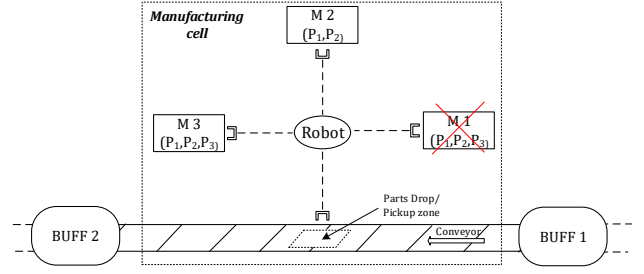 Manufacturing
cell
M 2
(P₁,P₂)
M 3
(P₁,P₂,P₃)
Robot
M 1
(P₁,P₂,P₃)
Parts Drop/
Pickup zone
Conveyor
BUFF 2
BUFF 1